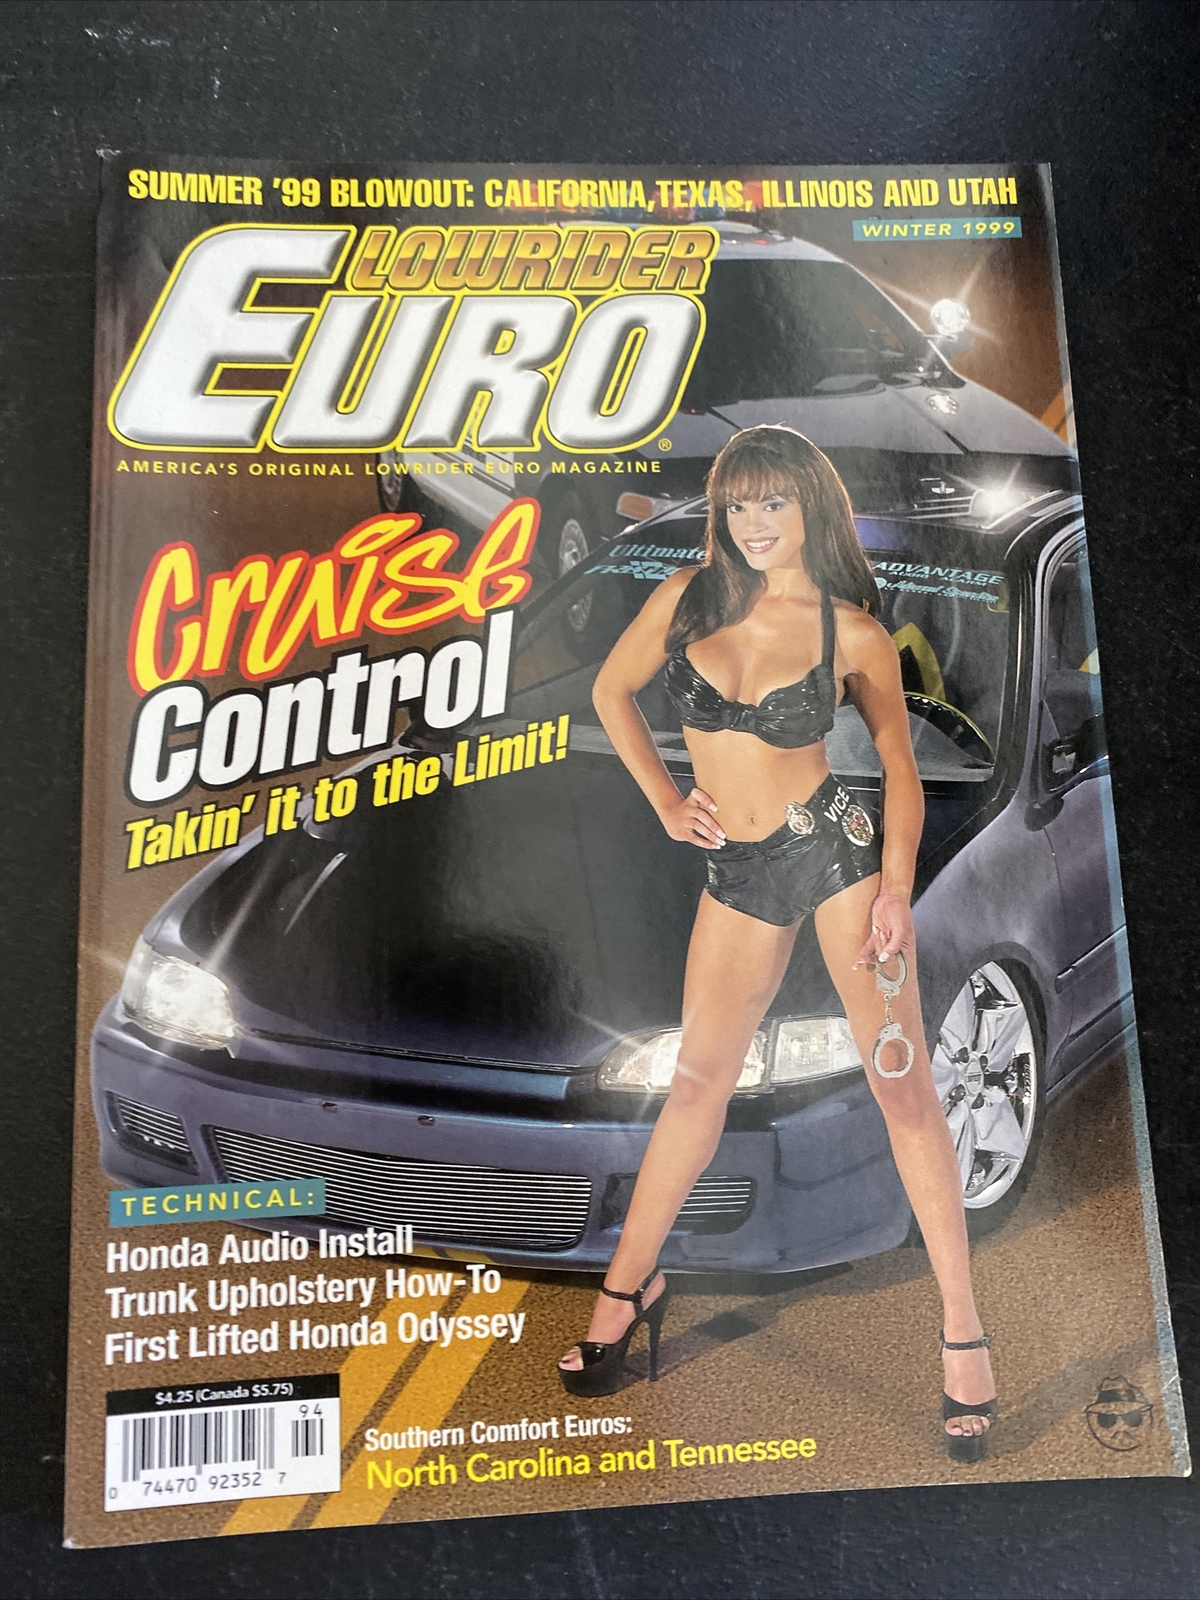 SUMMER '99 BLOWOUT: CALIFORNIA, TEXAS, ILLINOIS AND UTAH
WINTER 1999
LOWRIDER
EURO®
AMERICA'S ORIGINAL LOWRIDER EURO MAGAZINE
Cruise
Control
Takin' it to the Limit!
Ultimate
ADVANTAGE
AUDIO ALARM
VICE
TECHNICAL:
Honda Audio Install
Trunk Upholstery How-To
First Lifted Honda Odyssey
$4.25 (Canada $5.75)
94
0 74470 92352 7
Southern Comfort Euros:
North Carolina and Tennessee